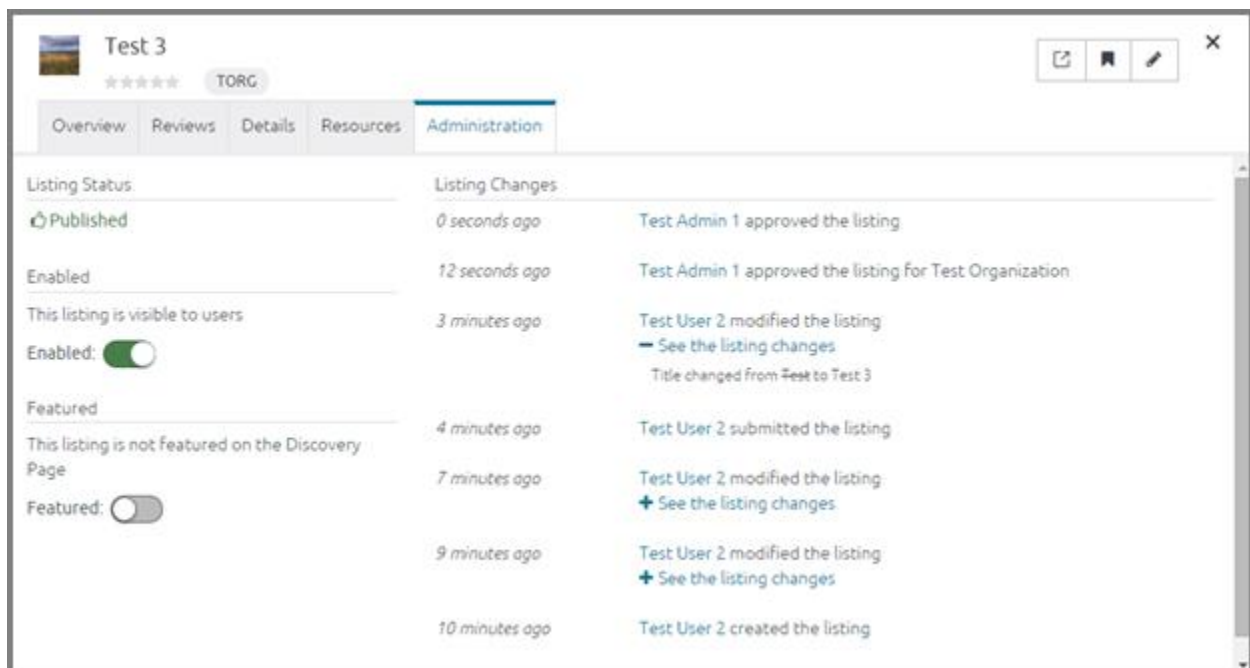 Test 3
TORG
Overview Reviews Details Resources Administration
Listing Status
Published
Enabled
This listing is visible to users
Enabled:
Featured
This listing is not featured on the Discovery
Page
Featured:
Listing Changes
0 seconds ago Test Admin 1 approved the listing
12 seconds ago Test Admin 1 approved the listing for Test Organization
3 minutes ago Test User 2 modified the listing
See the listing changes
Title changed from Test to Test 3
4 minutes ago Test User 2 submitted the listing
7 minutes ago Test User 2 modified the listing
See the listing changes
9 minutes ago Test User 2 modified the listing
See the listing changes
10 minutes ago Test User 2 created the listing